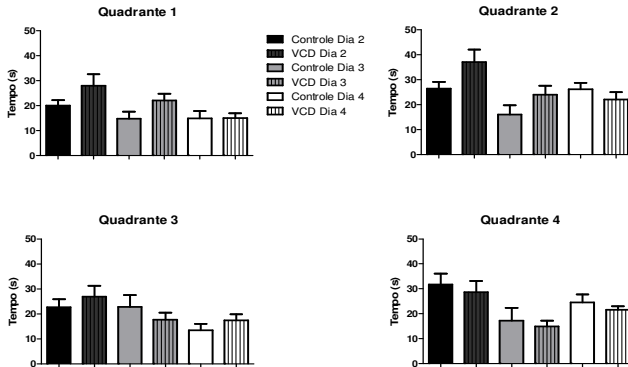 Quadrante 1
Tempo (s)
50
40
30
20
10
0
Controle Dia 2
VCD Dia 2
Controle Dia 3
VCD Dia 3
Controle Dia 4
VCD Dia 4
Quadrante 2
Tempo (s)
50
40
30
20
10
0
Quadrante 3
Tempo (s)
50
40
30
20
10
0
Quadrante 4
Tempo (s)
50
40
30
20
10
0